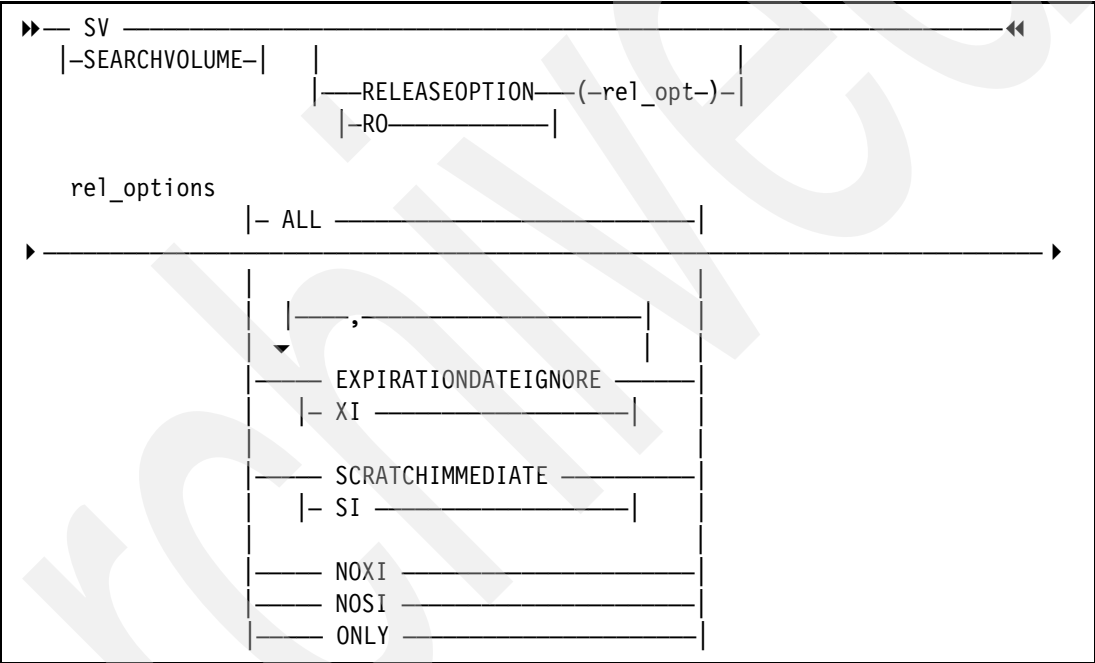 SV
SEARCHVOLUME
RELEASEOPTION (rel_opt)
RO
rel_options
ALL
,
EXPIRATIONDATEIGNORE
XI
SCRATCHIMMEDIATE
SI
NOXI
NOSI
ONLY